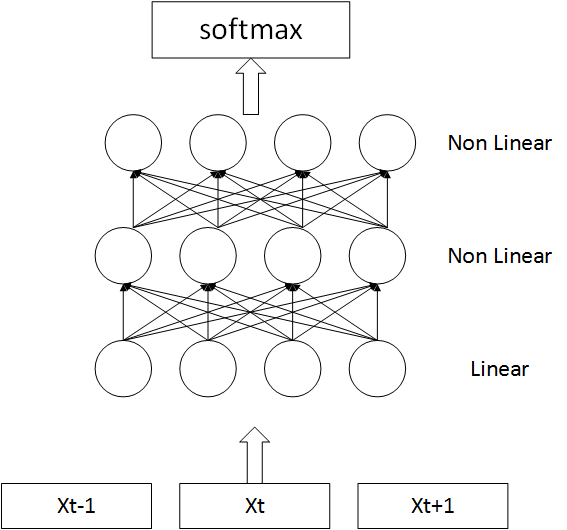 softmax
Non Linear
Non Linear
Linear
Xt-1
Xt
Xt+1